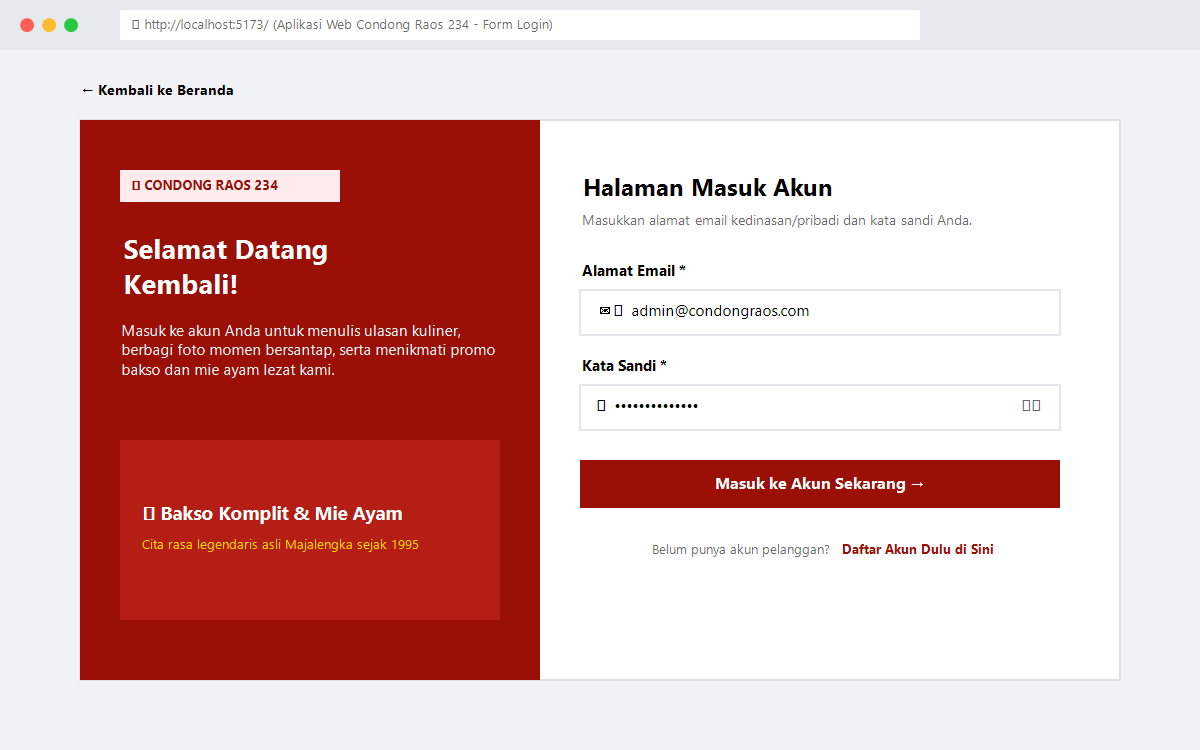 http://localhost:5173/ (Aplikasi Web Condong Raos 234 - Form Login)
← Kembali ke Beranda
CONDONG RAOS 234
Selamat Datang
Kembali!
Masuk ke akun Anda untuk menulis ulasan kuliner,
berbagi foto momen bersantap, serta menikmati promo
bakso dan mie ayam lezat kami.
Bakso Komplit & Mie Ayam
Cita rasa legendaris asli Majalengka sejak 1995
Halaman Masuk Akun
Masukkan alamat email kedinasan/pribadi dan kata sandi Anda.
Alamat Email *
✉ admin@condongraos.com
Kata Sandi *
••••••••••••••
Masuk ke Akun Sekarang →
Belum punya akun pelanggan? Daftar Akun Dulu di Sini